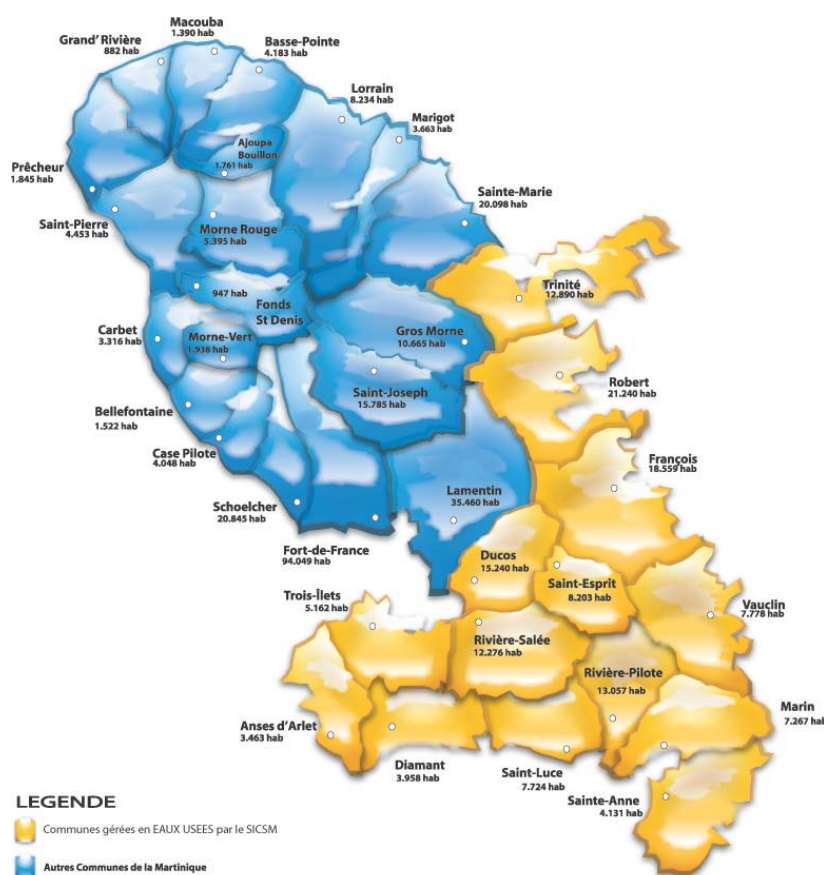 Macouba
1.390 hab
Grand' Rivière
882 hab
Basse-Pointe
4.183 hab
Lorrain
8.234 hab
Marigot
3.663 hab
Ajoupa
Bouillon
1.761 hab
Prêcheur
1.845 hab
Sainte-Marie
20.098 hab
Saint-Pierre
4.453 hab
Morne Rouge
5.395 hab
Trinité
12.890 hab
947 hab
Fonds
St Denis
Carbet
3.316 hab
Morne-Vert
1.938 hab
Gros Morne
10.665 hab
Robert
21.240 hab
Saint-Joseph
15.785 hab
Bellefontaine
1.522 hab
Case Pilote
4.048 hab
François
18.559 hab
Lamentin
35.460 hab
Schoelcher
20.845 hab
Fort-de-France
94.049 hab
Ducos
15.240 hab
Saint-Esprit
8.203 hab
Trois-Îlets
5.162 hab
Vauclin
7.778 hab
Rivière-Salée
12.276 hab
Rivière-Pilote
13.057 hab
Marin
7.267 hab
Anses d'Arlet
3.463 hab
Diamant
3.958 hab
Saint-Luce
7.724 hab
Sainte-Anne
4.131 hab
LEGENDE
Communes gérées en EAUX USEES par le SICSM
Autres Communes de la Martinique